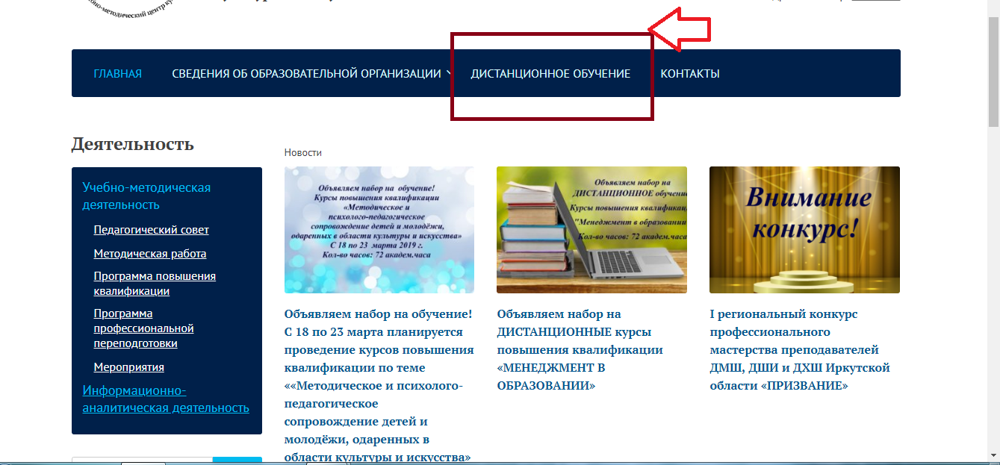 ГЛАВНАЯ
СВЕДЕНИЯ ОБ ОБРАЗОВАТЕЛЬНОЙ ОРГАНИЗАЦИИ
ДИСТАНЦИОННОЕ ОБУЧЕНИЕ
КОНТАКТЫ
Деятельность
Учебно-методическая
деятельность
Педагогический совет
Методическая работа
Программа повышения
квалификации
Программа
профессиональной
переподготовки
Мероприятия
Информационно-
аналитическая деятельность
Новости
Объявляем набор на обучение!
Курсы повышения квалификации
«Методическое и
психолого-педагогическое
сопровождение детей и молодёжи,
одаренных в области культуры и искусства»
С 18 по 23 марта 2019 г.
Кол-во часов: 72 академ.часа
Объявляем набор на обучение!
С 18 по 23 марта планируется
проведение курсов повышения
квалификации по теме
««Методическое и психолого-
педагогическое
сопровождение детей и
молодёжи, одаренных в
области культуры и искусства»
Объявляем набор на
ДИСТАНЦИОННОЕ обучение
Курсы повышения квалификац
"Менеджмент в образовании
Кол-во часов: 72 академ.часа
Объявляем набор на
ДИСТАНЦИОННЫЕ курсы
повышения квалификации
«МЕНЕДЖМЕНТ В
ОБРАЗОВАНИИ»
Внимание
конкурс!
I региональный конкурс
профессионального
мастерства преподавателей
ДМШ, ДШИ и ДХШ Иркутской
области «ПРИЗВАНИЕ»